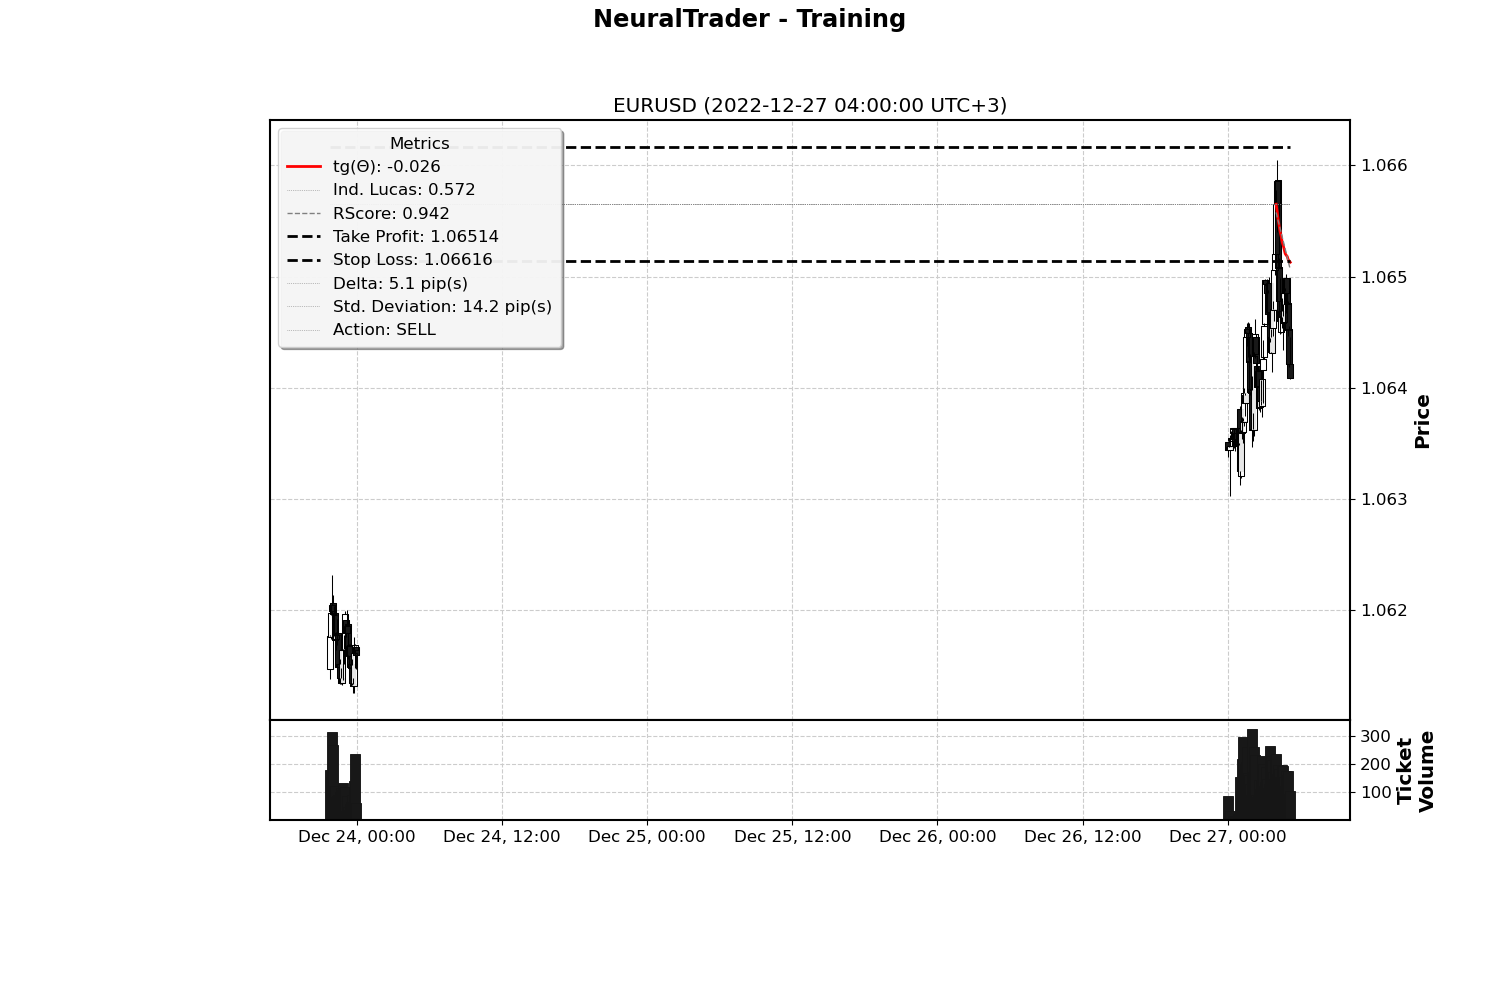 NeuralTrader - Training
EURUSD (2022-12-27 04:00:00 UTC+3)
Metrics
tg(Θ): -0.026
Ind. Lucas: 0.572
RScore: 0.942
Take Profit: 1.06514
Stop Loss: 1.06616
Delta: 5.1 pip(s)
Std. Deviation: 14.2 pip(s)
Action: SELL
1.066
1.065
1.064
1.063
1.062
Price
300
200
100
Ticket
Volume
Dec 24, 00:00
Dec 24, 12:00
Dec 25, 00:00
Dec 25, 12:00
Dec 26, 00:00
Dec 26, 12:00
Dec 27, 00:00